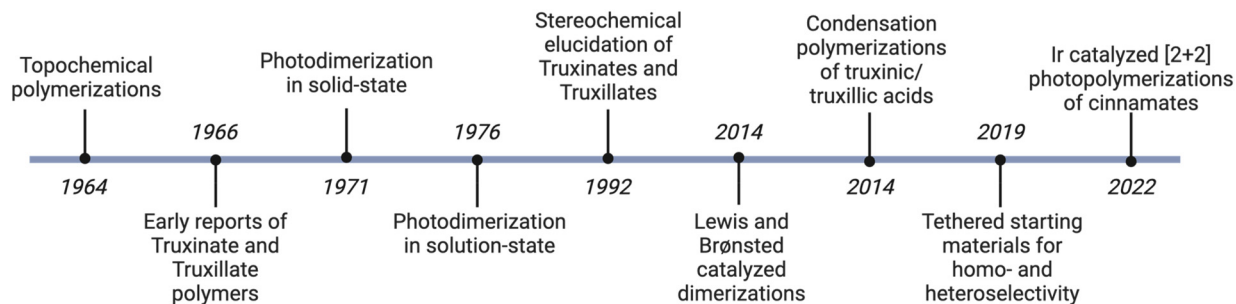 Topochemical
polymerizations
1964
1966
Early reports of
Truxinate and
Truxillate
polymers
Photodimerization
in solid-state
1971
1976
Photodimerization
in solution-state
Stereochemical
elucidation of
Truxinates and
Truxillates
1992
2014
Lewis and
Brønsted
catalyzed
dimerizations
Condensation
polymerizations
of truxinic/
truxillic acids
2014
2019
Tethered starting
materials for
homo- and
heteroselectivity
Ir catalyzed [2+2]
photopolymerizations
of cinnamates
2022